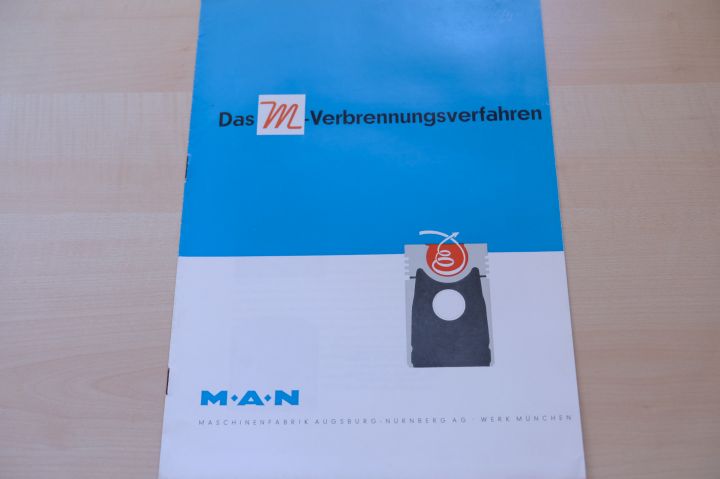 Das M-Verbrennungsverfahren
M·A·N
MASCHINENFABRIK AUGSBURG-NÜRNBERG AG · WERK MÜNCHEN